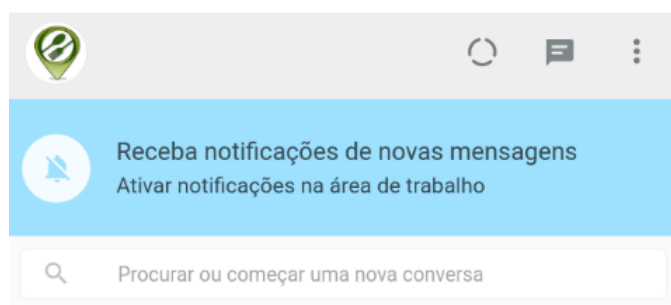 Receba notificações de novas mensagens
Ativar notificações na área de trabalho
Procurar ou começar uma nova conversa